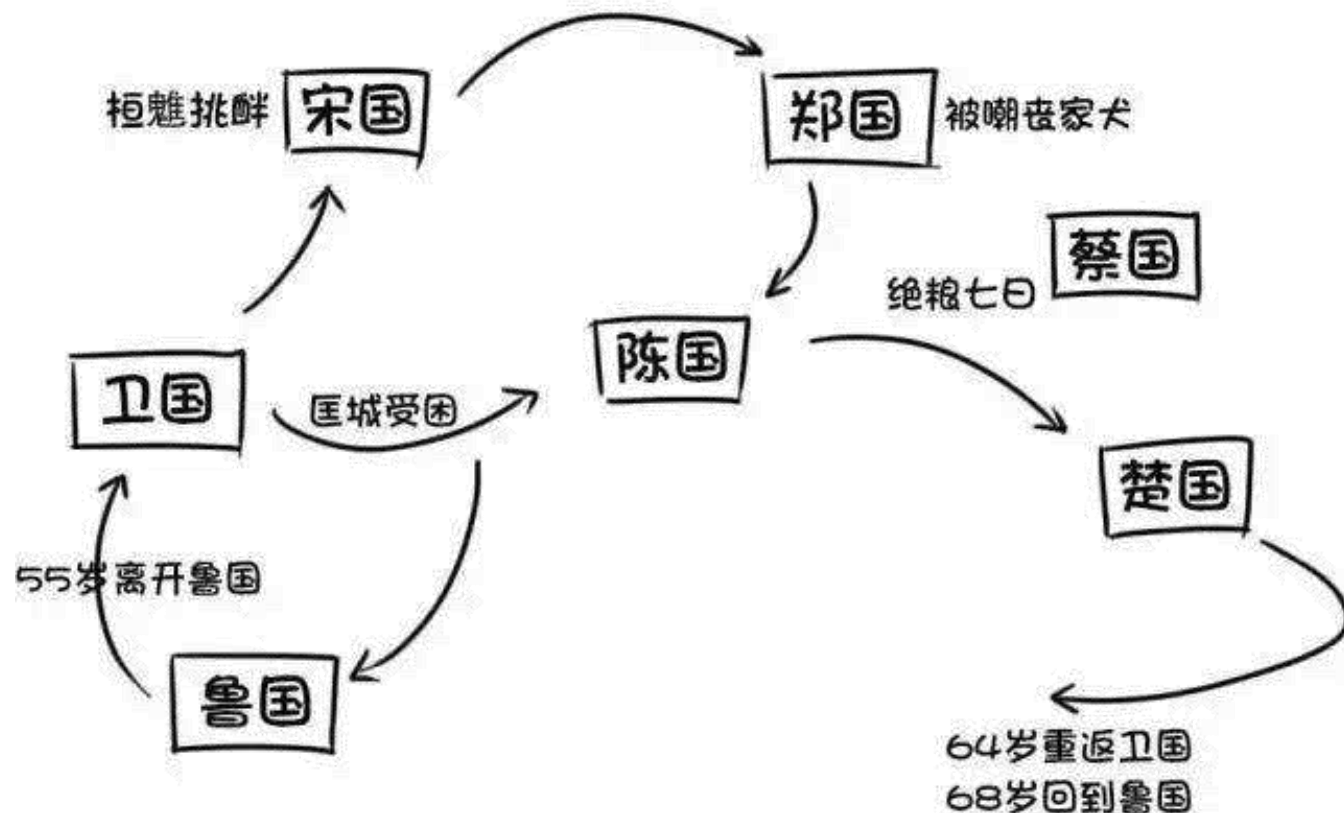 桓魋挑衅
宋国
郑国
被嘲丧家犬
蔡国
绝粮七日
陈国
卫国
匡城受困
楚国
55岁离开鲁国
鲁国
64岁重返卫国
68岁回到鲁国